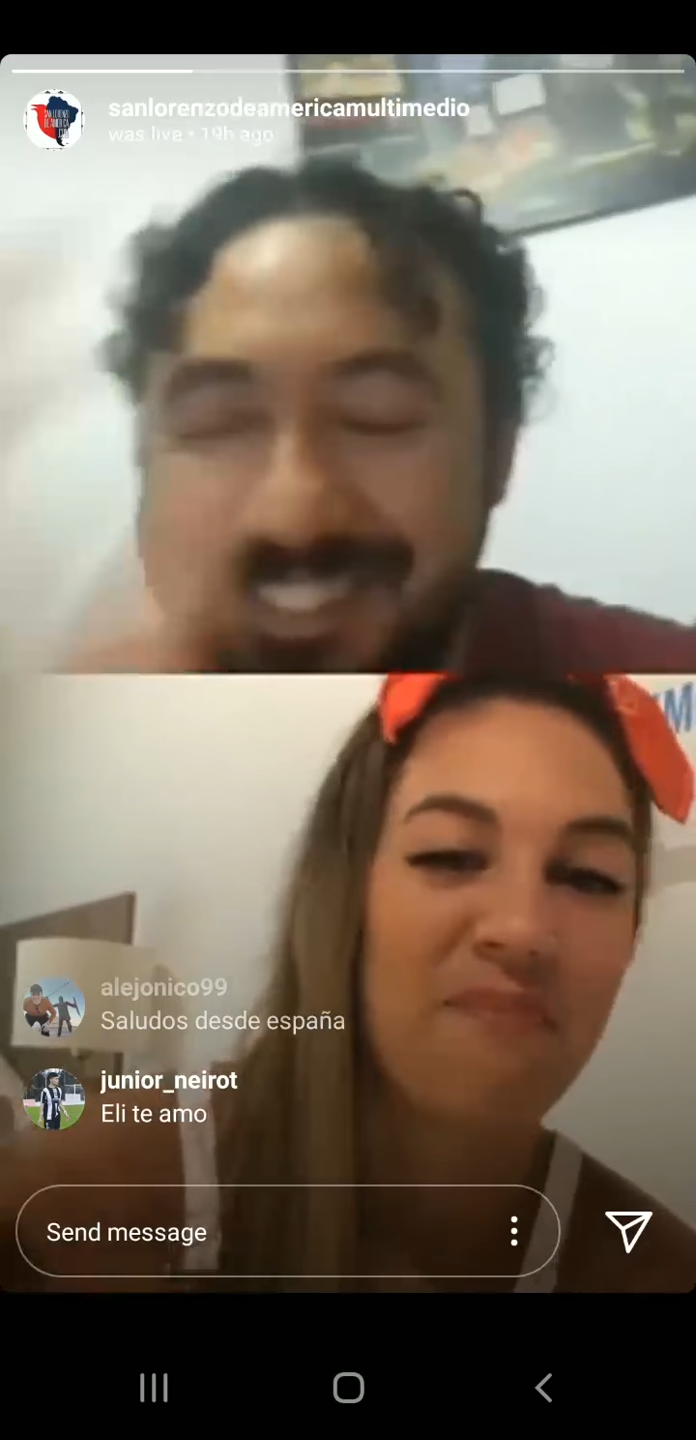 sanlorenzodeamericamultimedio
was live • 19h ago
alejonico99
Saludos desde españa
junior_neirot
Eli te amo
Send message